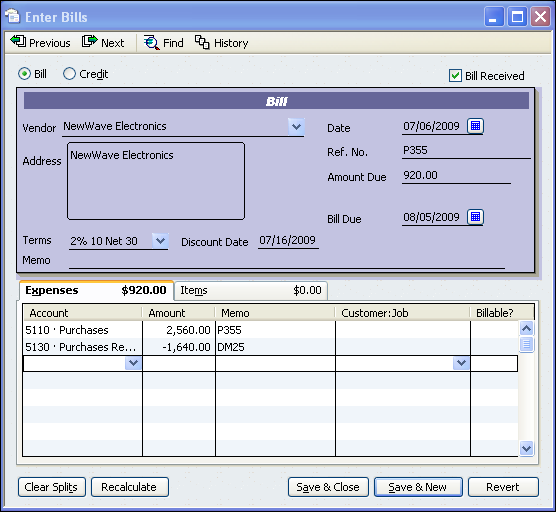 Enter Bills
Previous Next Find History
Bill Credit Bill Received
Bill
Vendor NewWave Electronics Date 07/06/2009
Address NewWave Electronics Ref. No. P355
Amount Due 920.00
Bill Due 08/05/2009
Terms 2% 10 Net 30 Discount Date 07/16/2009
Memo
Expenses $920.00 Items $0.00
Account Amount Memo Customer:Job Billable?
5110 · Purchases 2,560.00 P355
5130 · Purchases Re... -1,640.00 DM25
Clear Splits Recalculate Save & Close Save & New Revert